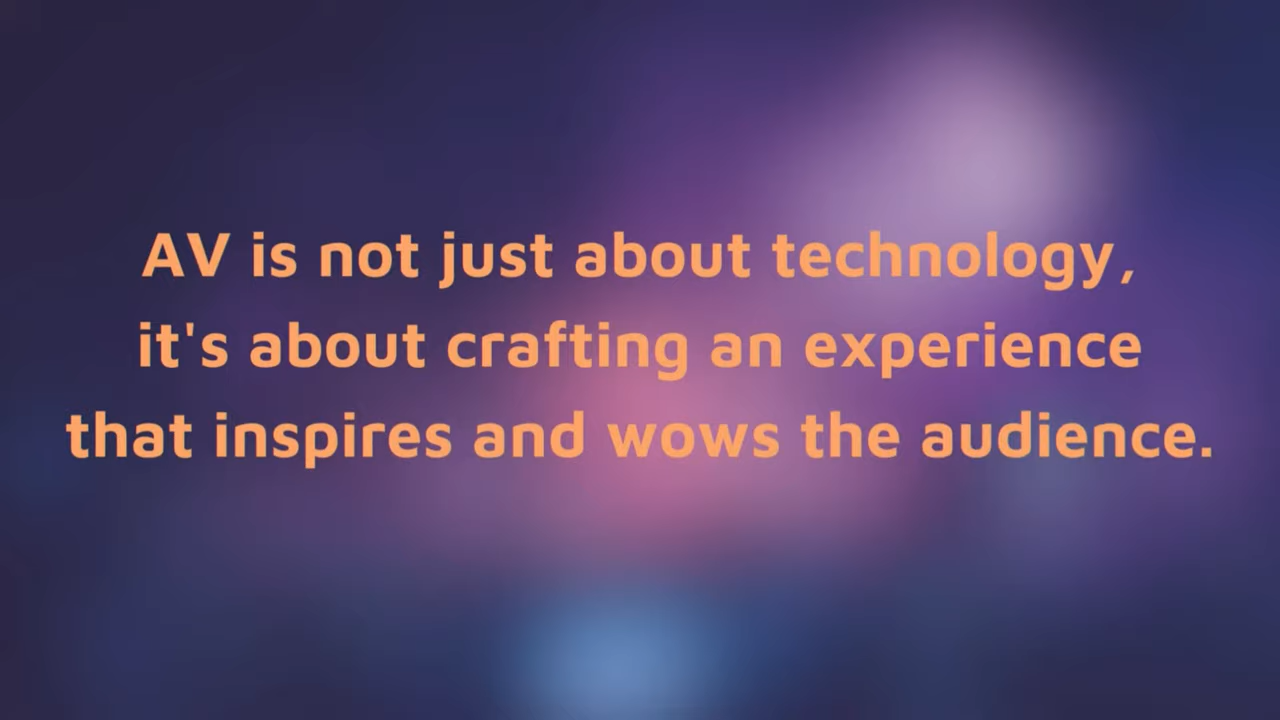 AV is not just about technology,
it's about crafting an experience
that inspires and wows the audience.